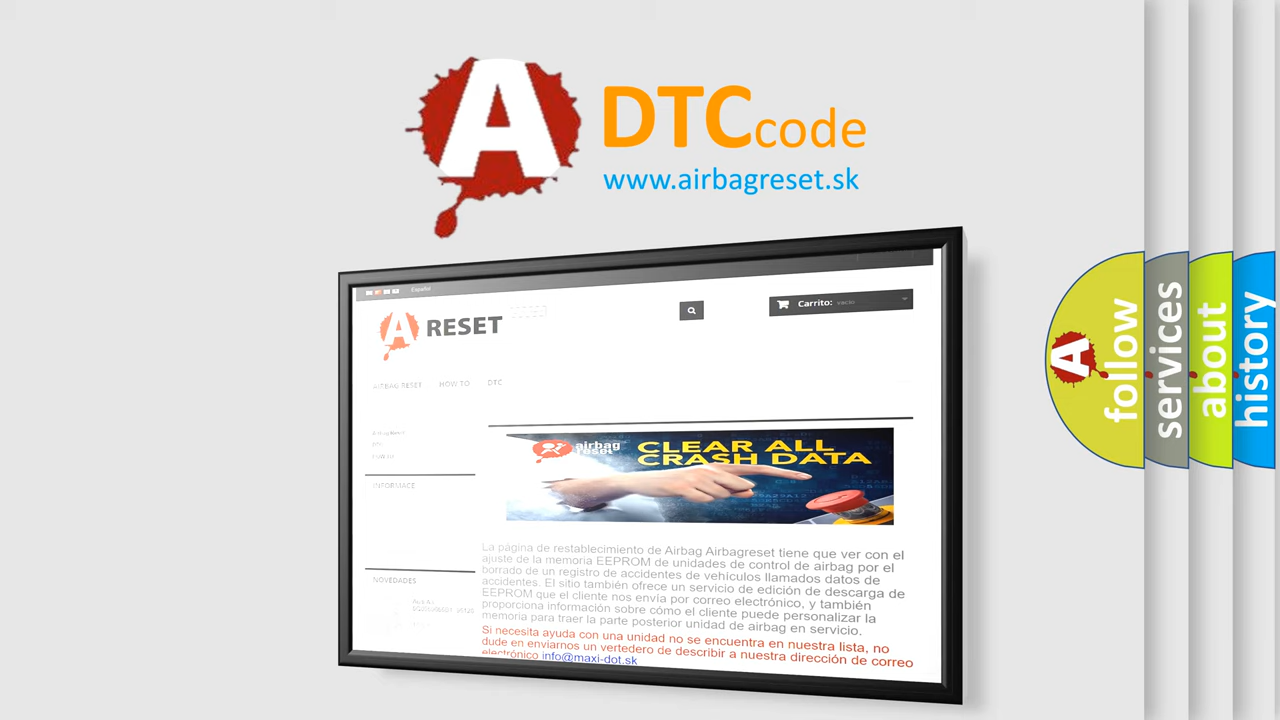 A
DTCcode
www.airbagreset.sk
Español
A RESET
Carrito: vacío
AIRBAG RESET HOW TO DTC
airbag
reset
CLEAR ALL
CRASH DATA
INFORMACE
La página de restablecimiento de Airbag Airbagreset tiene que ver con el
ajuste de la memoria EEPROM de unidades de control de airbag por el
borrado de un registro de accidentes de vehículos llamados datos de
accidentes. El sitio también ofrece un servicio de edición de descarga de
EEPROM que el cliente nos envía por correo electrónico, y también
proporciona información sobre cómo el cliente puede personalizar la
memoria para traer la parte posterior unidad de airbag en servicio.
Si necesita ayuda con una unidad no se encuentra en nuestra lista, no
dude en enviarnos un vertedero de describir a nuestra dirección de correo
electrónico info@maxi-dot.sk
NOVEDADES
A
follow
services
about
history